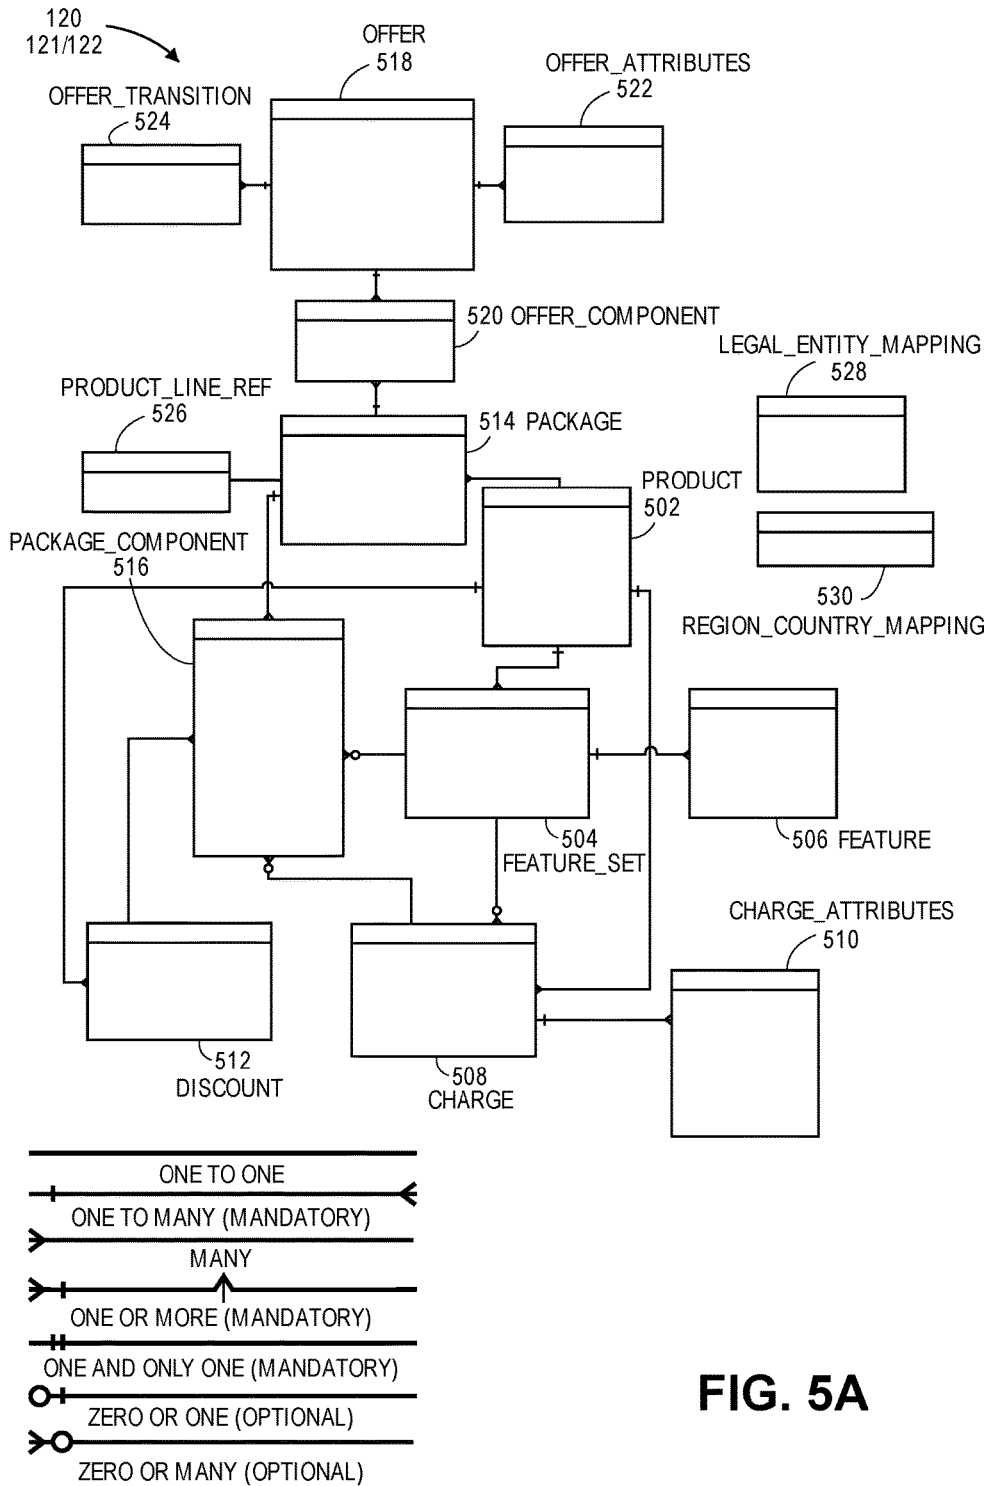 120
121/122
OFFER
518
OFFER_ATTRIBUTES
522
OFFER_TRANSITION
524
520 OFFER_COMPONENT
LEGAL_ENTITY_MAPPING
528
PRODUCT_LINE_REF
526
514 PACKAGE
PRODUCT
502
PACKAGE_COMPONENT
516
530
REGION_COUNTRY_MAPPING
504
FEATURE_SET
506 FEATURE
CHARGE_ATTRIBUTES
510
512
DISCOUNT
508
CHARGE
ONE TO ONE
ONE TO MANY (MANDATORY)
MANY
ONE OR MORE (MANDATORY)
ONE AND ONLY ONE (MANDATORY)
ZERO OR ONE (OPTIONAL)
ZERO OR MANY (OPTIONAL)
FIG. 5A